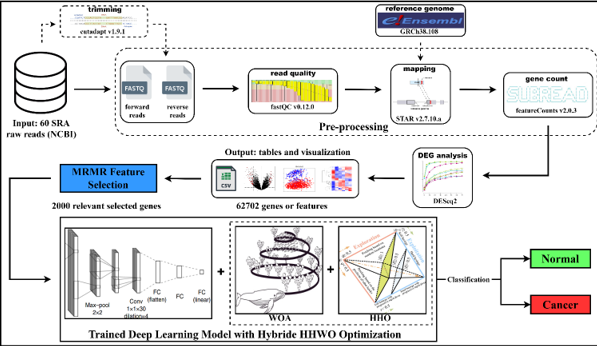 trimming
cutadapt v1.9.1
reference genome
e!Ensembl
GRCh38.108
Input: 60 SRA
raw reads (NCBI)
FASTQ
FASTQ
forward
reads
reverse
reads
read quality
fastQC v0.12.0
mapping
STAR v2.7.10.a
gene count
SUBREAD
featureCounts v2.0.3
Pre-processing
MRMR Feature
Selection
2000 relevant selected genes
Output: tables and visualization
CSV
62702 genes or features
DEG analysis
DESeq2
Max-pool
2×2
Conv
1×1×30
dilation=4
FC
(flatten)
FC
FC
(linear)
+
WOA
+
HHO
Classification
Normal
Cancer
Trained Deep Learning Model with Hybride HHWO Optimization